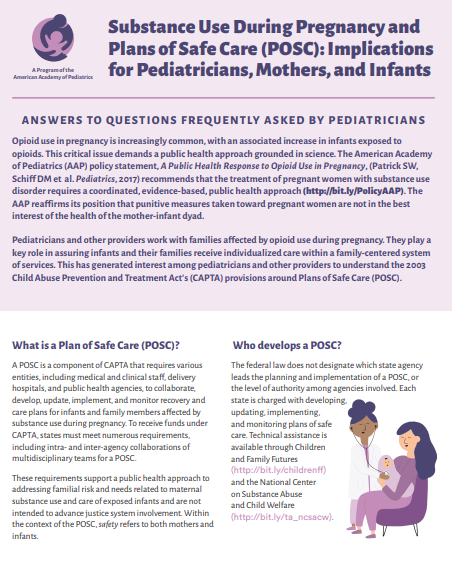 A Program of the
American Academy of Pediatrics
Substance Use During Pregnancy and
Plans of Safe Care (POSC): Implications
for Pediatricians, Mothers, and Infants
ANSWERS TO QUESTIONS FREQUENTLY ASKED BY PEDIATRICIANS
Opioid use in pregnancy is increasingly common, with an associated increase in infants exposed to
opioids. This critical issue demands a public health approach grounded in science. The American Academy
of Pediatrics (AAP) policy statement, A Public Health Response to Opioid Use in Pregnancy, (Patrick SW,
Schiff DM et al. Pediatrics, 2017) recommends that the treatment of pregnant women with substance use
disorder requires a coordinated, evidence-based, public health approach (http://bit.ly/PolicyAAP). The
AAP reaffirms its position that punitive measures taken toward pregnant women are not in the best
interest of the health of the mother-infant dyad.
Pediatricians and other providers work with families affected by opioid use during pregnancy. They play a
key role in assuring infants and their families receive individualized care within a family-centered system
of services. This has generated interest among pediatricians and other providers to understand the 2003
Child Abuse Prevention and Treatment Act's (CAPTA) provisions around Plans of Safe Care (POSC).
What is a Plan of Safe Care (POSC)?
A POSC is a component of CAPTA that requires various
entities, including medical and clinical staff, delivery
hospitals, and public health agencies, to collaborate,
develop, update, implement, and monitor recovery and
care plans for infants and family members affected by
substance use during pregnancy. To receive funds under
CAPTA, states must meet numerous requirements,
including intra- and inter-agency collaborations of
multidisciplinary teams for a POSC.
These requirements support a public health approach to
addressing familial risk and needs related to maternal
substance use and care of exposed infants and are not
intended to advance justice system involvement. Within
the context of the POSC, safety refers to both mothers and
infants.
Who develops a POSC?
The federal law does not designate which state agency
leads the planning and implementation of a POSC, or
the level of authority among agencies involved. Each
state is charged with developing,
updating, implementing,
and monitoring plans of safe
care. Technical assistance is
available through Children
and Family Futures
(http://bit.ly/childrenff)
and the National Center
on Substance Abuse
and Child Welfare
(http://bit.ly/ta_ncsacw).